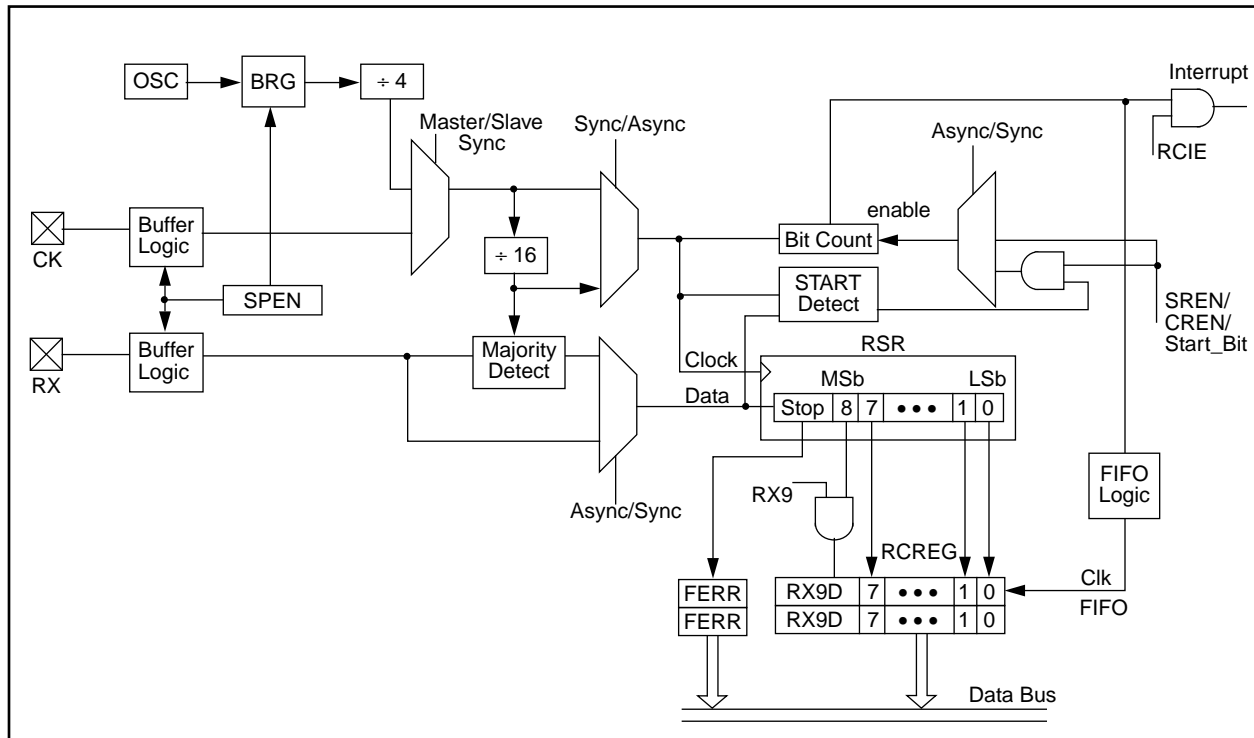 Interrupt
OSC
BRG
÷ 4
Master/Slave
Sync
Sync/Async
Async/Sync
RCIE
Buffer
Logic
CK
enable
Bit Count
÷ 16
SPEN
START
Detect
SREN/
CREN/
Start_Bit
Buffer
Logic
RX
Majority
Detect
Clock
RSR
MSb
LSb
Data
Stop 8 7 • • • 1 0
Async/Sync
RX9
FIFO
Logic
RCREG
Clk
FIFO
FERR
RX9D 7 • • • 1 0
FERR
RX9D 7 • • • 1 0
Data Bus